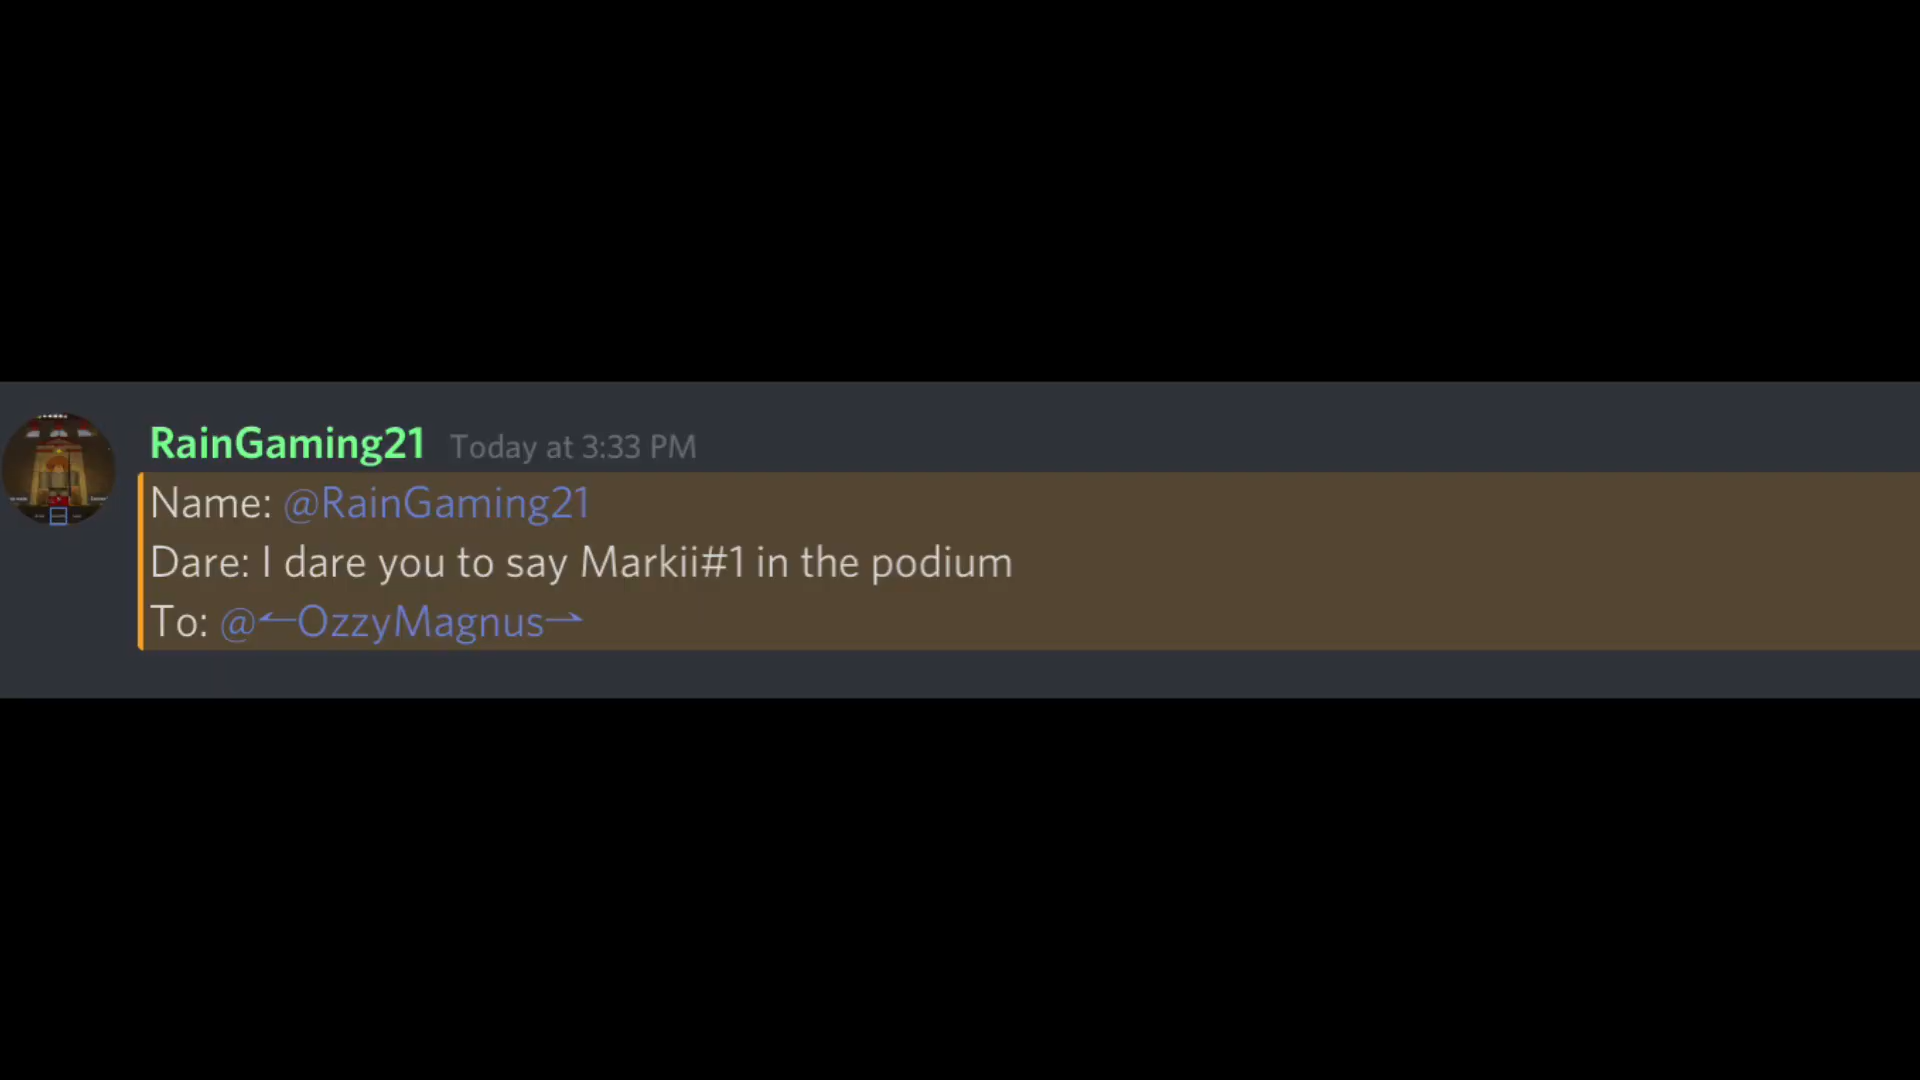 RainGaming21 Today at 3:33 PM
Name: @RainGaming21
Dare: I dare you to say Markii#1 in the podium
To: @↼OzzyMagnus⇀